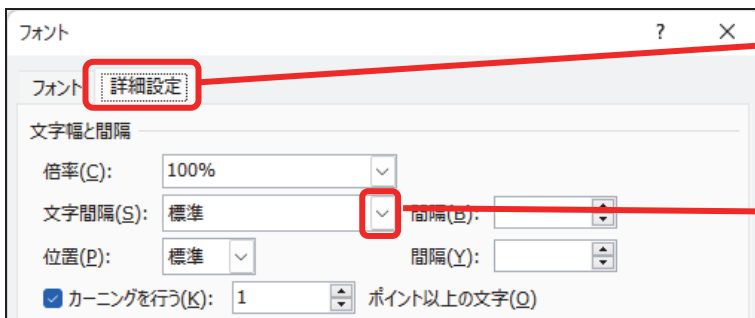 フォント ? ×
フォント 詳細設定
文字幅と間隔
倍率(C): 100%
文字間隔(S): 標準 間隔(B):
位置(P): 標準 間隔(Y):
カーニングを行う(K): 1 ポイント以上の文字(O)